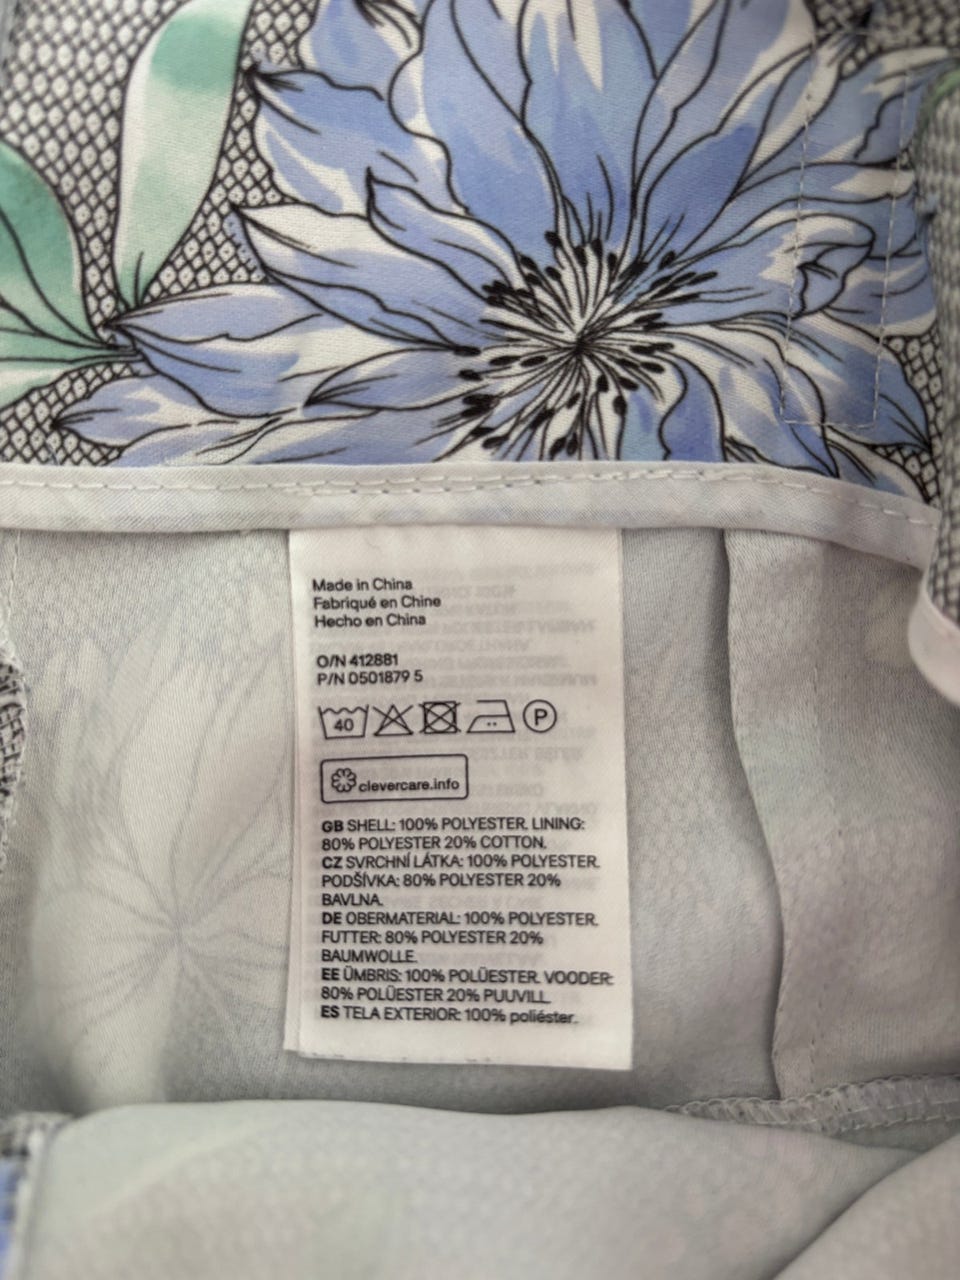 Made in China
Fabriqué en Chine
Hecho en China
O/N 412881
P/N 0501879 5
40 P
clevercare.info
GB SHELL: 100% POLYESTER. LINING:
80% POLYESTER 20% COTTON.
CZ SVRCHNÍ LÁTKA: 100% POLYESTER.
PODŠÍVKA: 80% POLYESTER 20%
BAVLNA.
DE OBERMATERIAL: 100% POLYESTER.
FUTTER: 80% POLYESTER 20%
BAUMWOLLE.
EE ÜMBRIS: 100% POLÜESTER. VOODER:
80% POLÜESTER 20% PUUVILL.
ES TELA EXTERIOR: 100% poliéster.